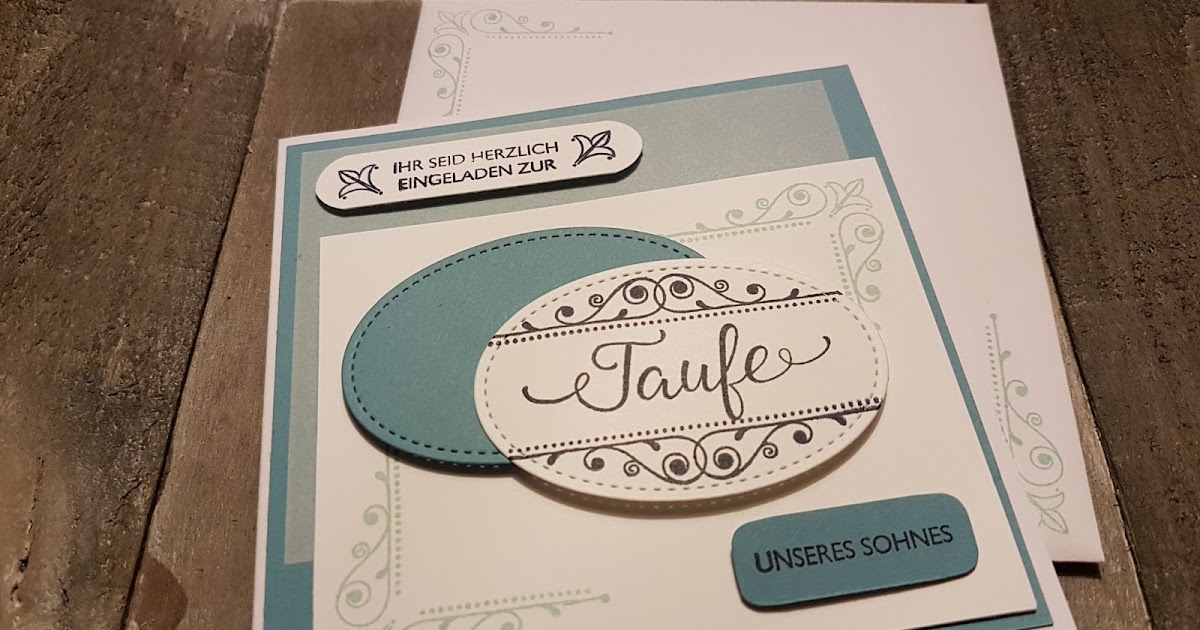 IHR SEID HERZLICH
EINGELADEN ZUR
Taufe
UNSERES SOHNES